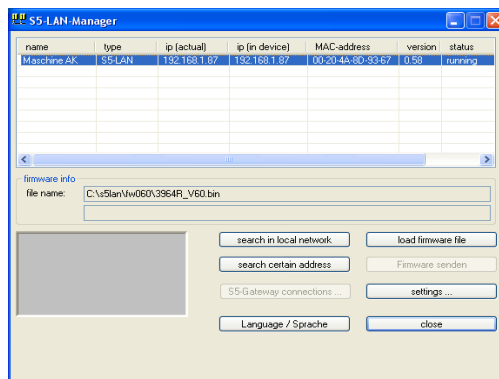 S5-LAN-Manager
name type ip (actual) ip (in device) MAC-address version status
Maschine AK S5-LAN 192.168.1.87 192.168.1.87 00-20-4A-8D-93-67 0.58 running
firmware info
file name: C:\s5lan\fw060\3964R_V60.bin
search in local network load firmware file
search certain address Firmware senden
S5-Gateway connections ... settings ...
Language / Sprache close